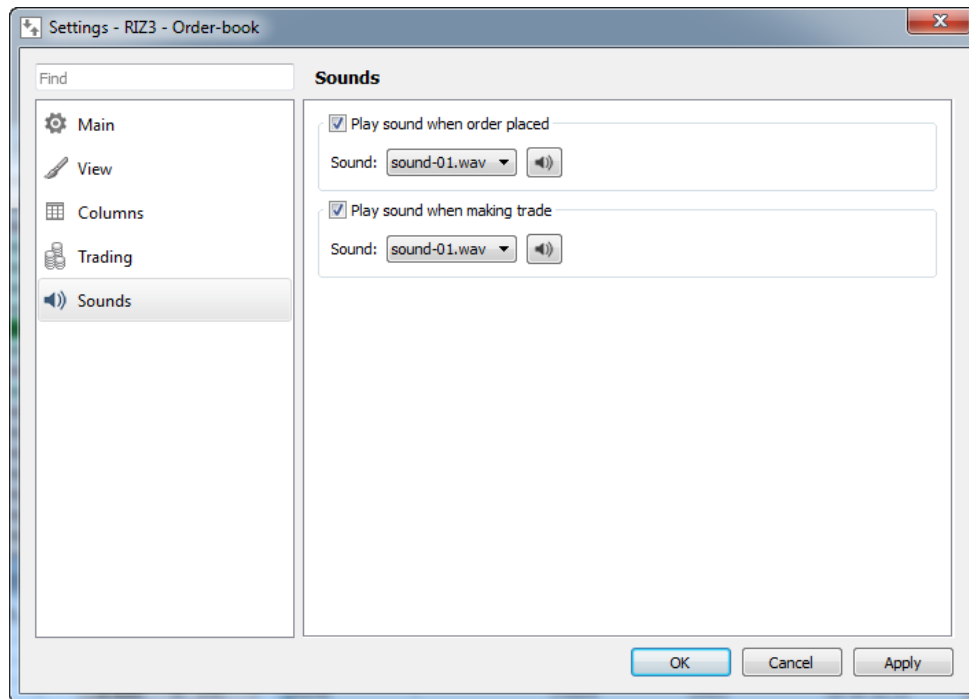 Settings - RIZ3 - Order-book
Find
Main
View
Columns
Trading
Sounds
Sounds
Play sound when order placed
Sound: sound-01.wav
Play sound when making trade
Sound: sound-01.wav
OK Cancel Apply